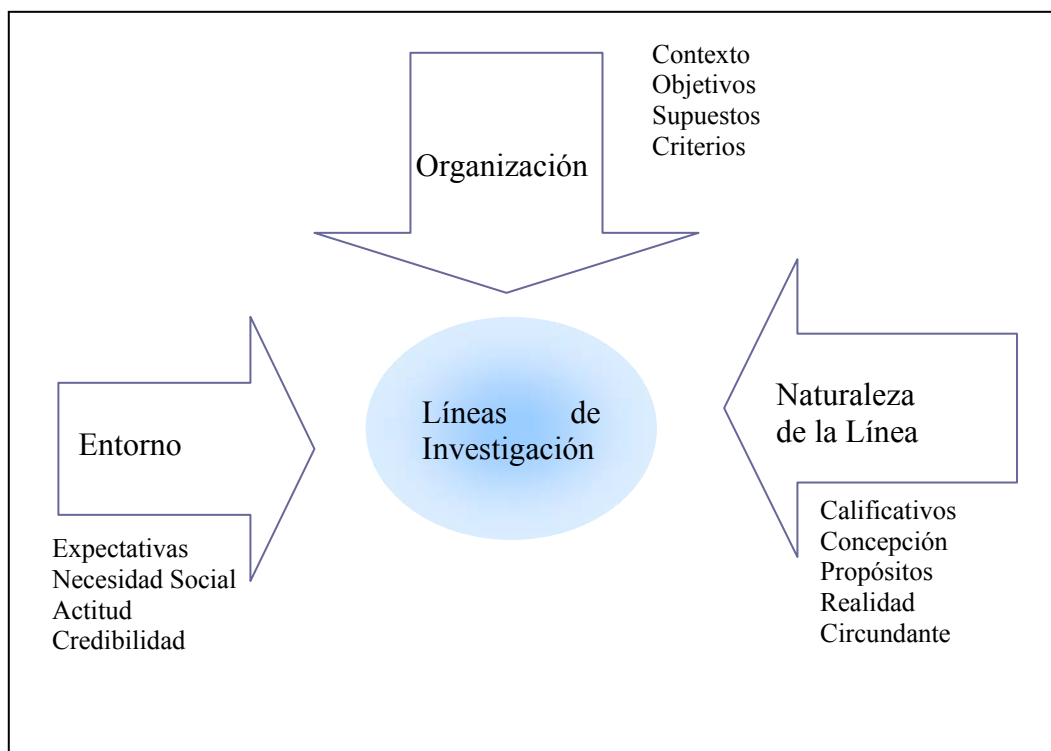 Contexto
Objetivos
Supuestos
Criterios
Organización
Líneas de
Investigación
Entorno
Expectativas
Necesidad Social
Actitud
Credibilidad
Naturaleza
de la Línea
Calificativos
Concepción
Propósitos
Realidad
Circundante